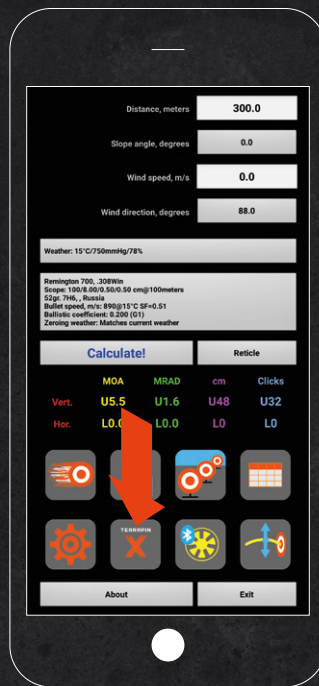 Distance, meters 300.0
Slope angle, degrees 0.0
Wind speed, m/s 0.0
Wind direction, degrees 88.0
Weather: 15°C/750mmHg/78%
Remington 700, .308Win
Scope: 100/8.00/0.50/0.50 cm@100meters
52gr. 7H6, , Russia
Bullet speed, m/s: 890@15°C SF=0.51
Ballistic coefficient: 0.200 (G1)
Zeroing weather: Matches current weather
Calculate! Reticle
MOA MRAD cm Clicks
Vert. U5.5 U1.6 U48 U32
Hor. L0.0 L0.0 L0 L0
TERRAPIN
X
About Exit